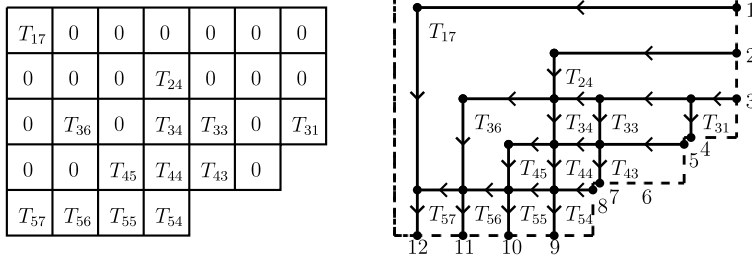 T17 0 0 0 0 0 0
0 0 0 T24 0 0 0
0 T36 0 T34 T33 0 T31
0 0 T45 T44 T43 0
T57 T56 T55 T54
1
T17
2
T24
3
T36 T34 T33 T31
4
5
T45 T44 T43
6
7
8
T57 T56 T55 T54
12 11 10 9